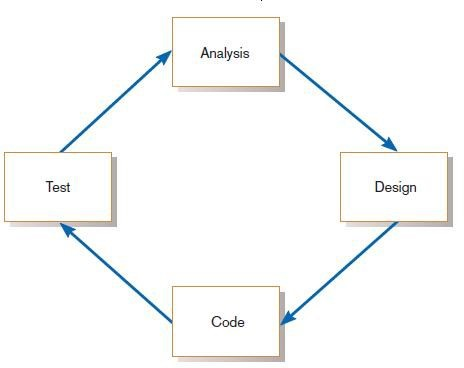 Analysis
Test
Design
Code